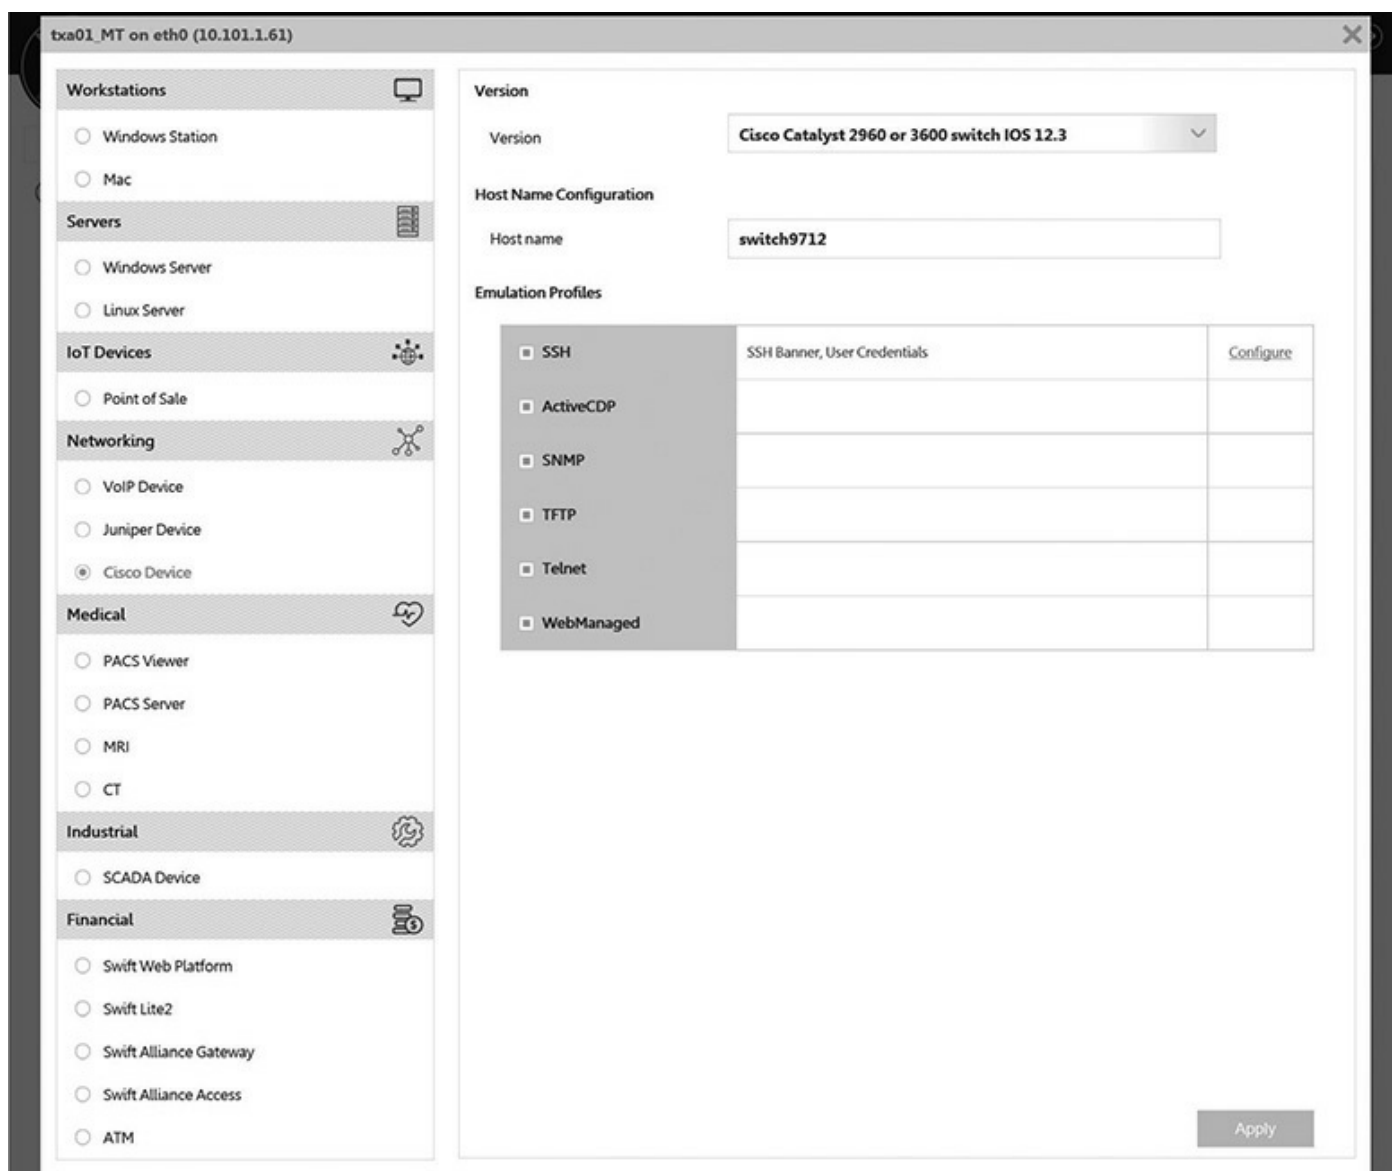 txa01_MT on eth0 (10.101.1.61)
Workstations
Windows Station
Mac
Servers
Windows Server
Linux Server
IoT Devices
Point of Sale
Networking
VoIP Device
Juniper Device
Cisco Device
Medical
PACS Viewer
PACS Server
MRI
CT
Industrial
SCADA Device
Financial
Swift Web Platform
Swift Lite2
Swift Alliance Gateway
Swift Alliance Access
ATM
Version
Version Cisco Catalyst 2960 or 3600 switch IOS 12.3
Host Name Configuration
Host name switch9712
Emulation Profiles
SSH SSH Banner, User Credentials Configure
ActiveCDP
SNMP
TFTP
Telnet
WebManaged
Apply